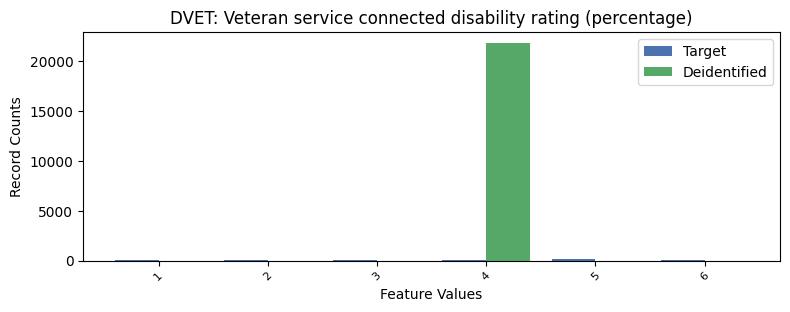 DVET: Veteran service connected disability rating (percentage)
Target
Deidentified
Record Counts
20000
15000
10000
5000
0
1 2 3 4 5 6
Feature Values